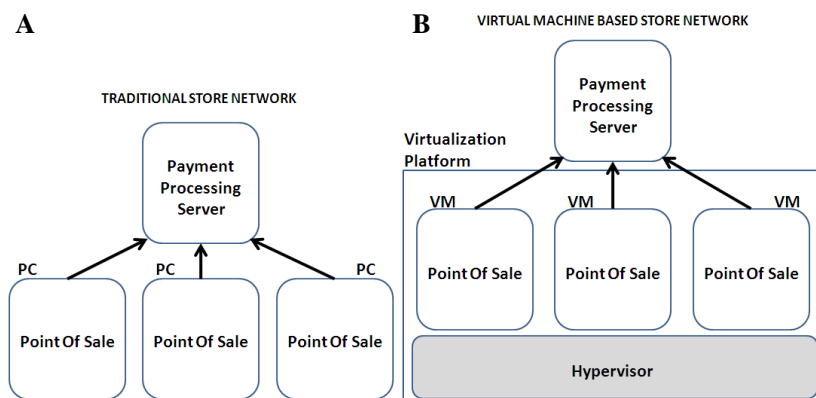 A
TRADITIONAL STORE NETWORK
Payment
Processing
Server
PC
PC
PC
Point Of Sale
Point Of Sale
Point Of Sale
B
VIRTUAL MACHINE BASED STORE NETWORK
Payment
Processing
Server
Virtualization
Platform
VM
VM
VM
Point Of Sale
Point Of Sale
Point Of Sale
Hypervisor